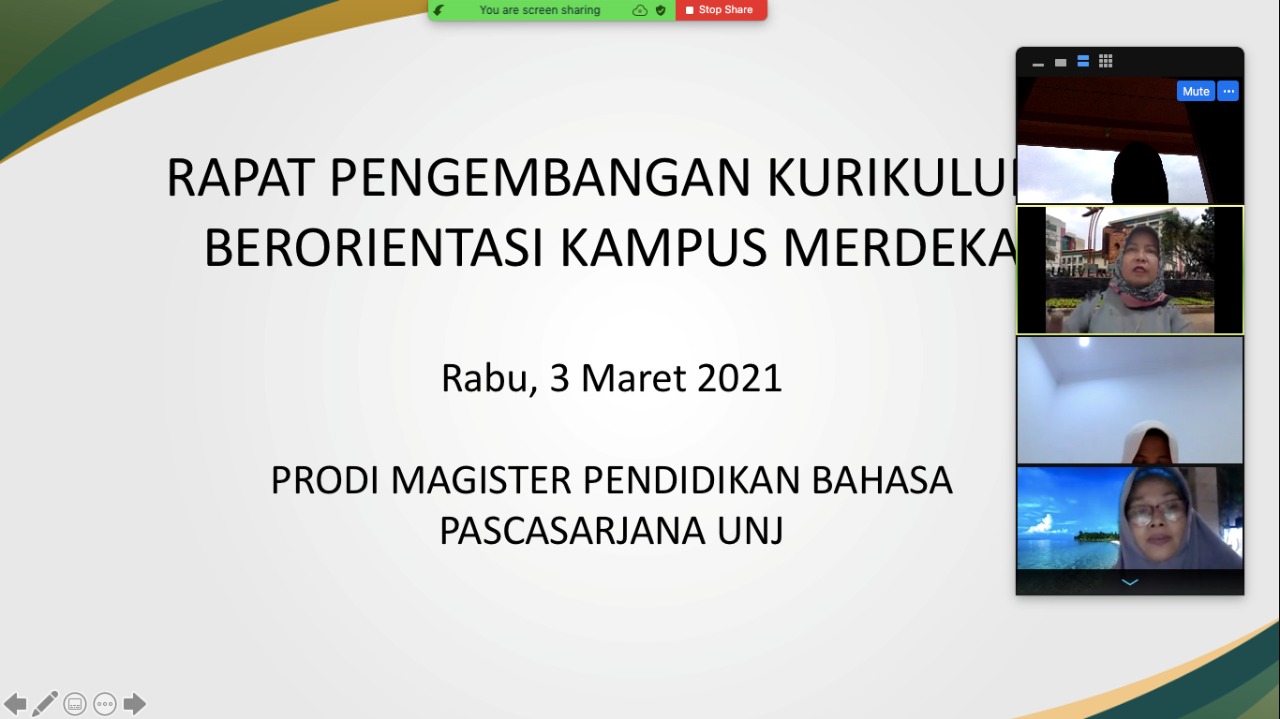 You are screen sharing
Stop Share
Mute
RAPAT PENGEMBANGAN KURIKULU
BERORIENTASI KAMPUS MERDEKA
Rabu, 3 Maret 2021
PRODI MAGISTER PENDIDIKAN BAHASA
PASCASARJANA UNJ